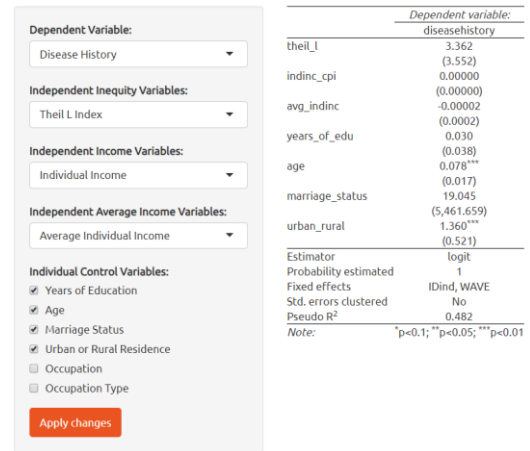 Dependent Variable:
Disease History
Independent Inequity Variables:
Theil L Index
Independent Income Variables:
Individual Income
Independent Average Income Variables:
Average Individual Income
Individual Control Variables:
Years of Education
Age
Marriage Status
Urban or Rural Residence
Occupation
Occupation Type
Apply changes
Dependent variable:
diseasehistory
theil_l 3.362
(3.552)
indinc_cpi 0.00000
(0.00000)
avg_indinc -0.00002
(0.0002)
years_of_edu 0.030
(0.038)
age 0.078***
(0.017)
marriage_status 19.045
(5,461.659)
urban_rural 1.360***
(0.521)
Estimator logit
Probability estimated 1
Fixed effects IDind, WAVE
Std. errors clustered No
Pseudo R2 0.482
Note: *p<0.1; **p<0.05; ***p<0.01